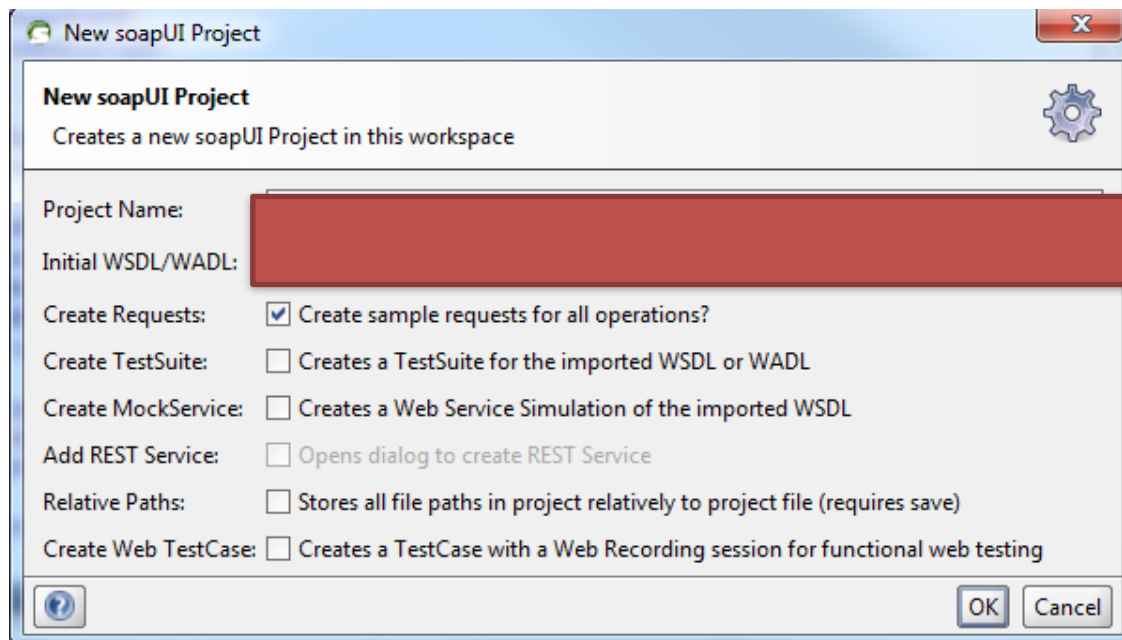 New soapUI Project
New soapUI Project
Creates a new soapUI Project in this workspace
Project Name:
Initial WSDL/WADL:
Create Requests: Create sample requests for all operations?
Create TestSuite: Creates a TestSuite for the imported WSDL or WADL
Create MockService: Creates a Web Service Simulation of the imported WSDL
Add REST Service: Opens dialog to create REST Service
Relative Paths: Stores all file paths in project relatively to project file (requires save)
Create Web TestCase: Creates a TestCase with a Web Recording session for functional web testing
OK Cancel